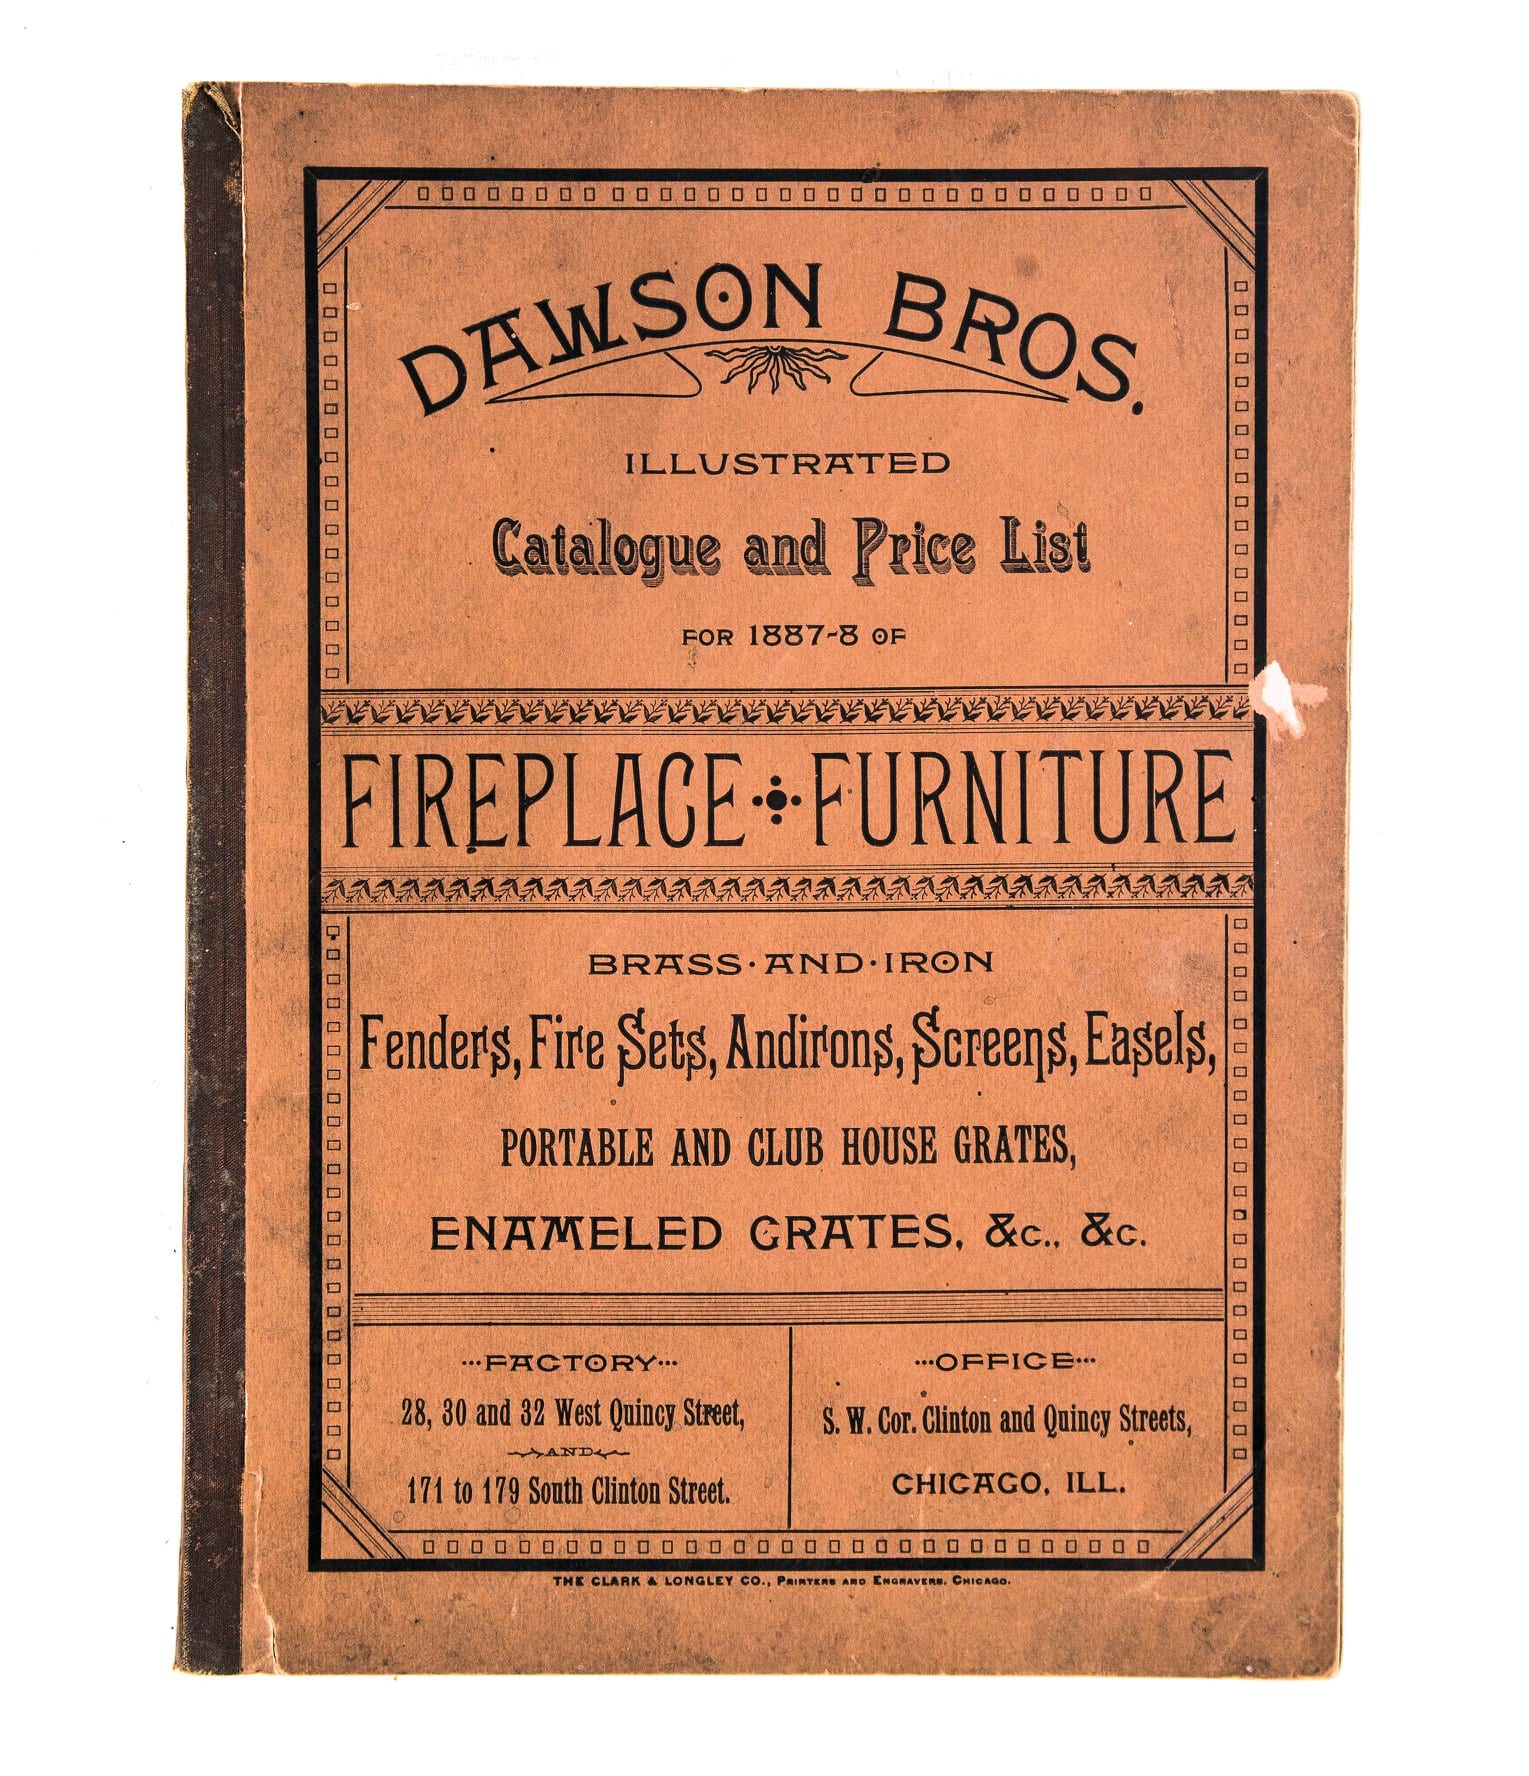 DAWSON BROS.
ILLUSTRATED
Catalogue and Price List
FOR 1887-8 OF
FIREPLACE FURNITURE
BRASS · AND · IRON
Fenders, Fire Sets, Andirons, Screens, Easels,
PORTABLE AND CLUB HOUSE GRATES,
ENAMELED GRATES, &c., &c.
FACTORY
28, 30 and 32 West Quincy Street,
AND
171 to 179 South Clinton Street.
OFFICE
S. W. Cor. Clinton and Quincy Streets,
CHICAGO, ILL.
THE CLARK & LONGLEY CO., PRINTERS AND ENGRAVERS, CHICAGO.